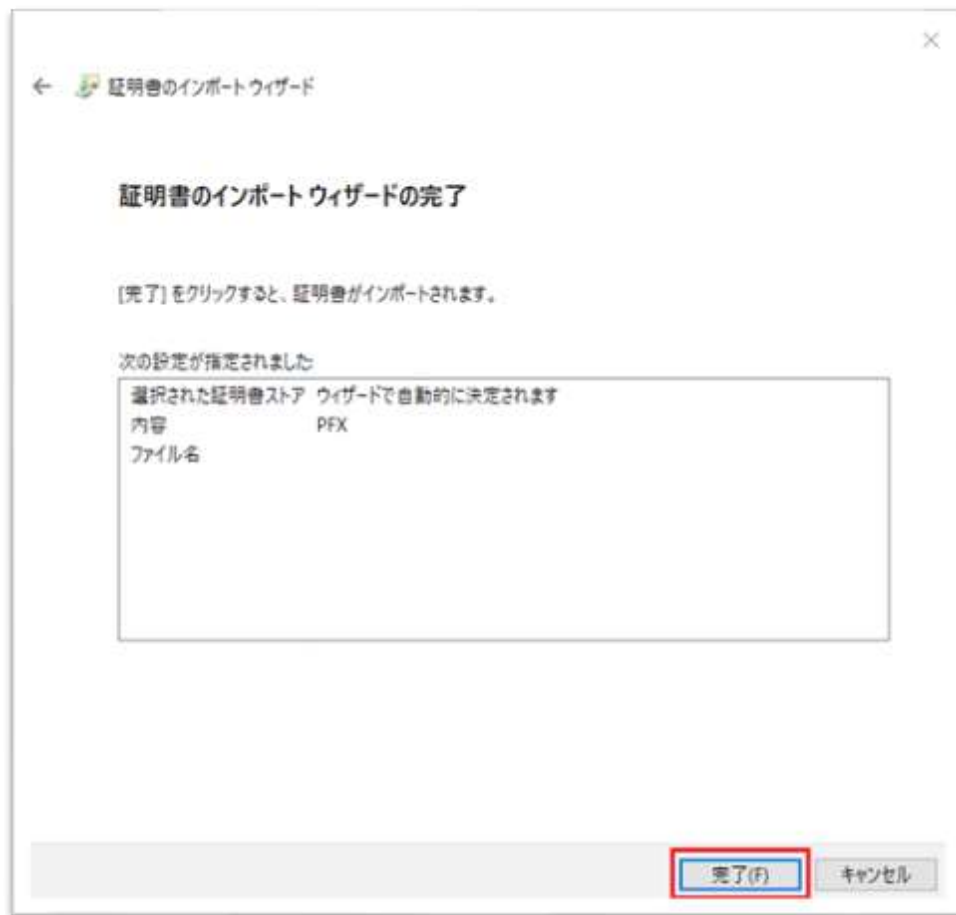 証明書のインポート ウィザード
証明書のインポート ウィザードの完了
[完了] をクリックすると、証明書がインポートされます。
次の設定が指定されました:
選択された証明書ストア ウィザードで自動的に決定されます
内容 PFX
ファイル名
完了(F) キャンセル